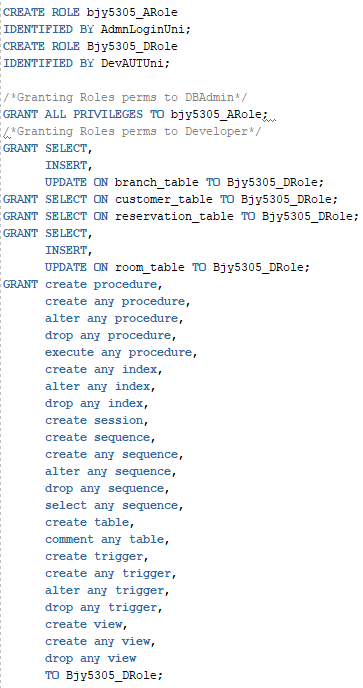 CREATE ROLE bjy5305_ARole
IDENTIFIED BY AdmnLoginUni;
CREATE ROLE Bjy5305_DRole
IDENTIFIED BY DevAUTUni;
/*Granting Roles perms to DBAdmin*/
GRANT ALL PRIVILEGES TO bjy5305_ARole;
/*Granting Roles perms to Developer*/
GRANT SELECT,
INSERT,
UPDATE ON branch_table TO Bjy5305_DRole;
GRANT SELECT ON customer_table TO Bjy5305_DRole;
GRANT SELECT ON reservation_table TO Bjy5305_DRole;
GRANT SELECT,
INSERT,
UPDATE ON room_table TO Bjy5305_DRole;
GRANT create procedure,
create any procedure,
alter any procedure,
drop any procedure,
execute any procedure,
create any index,
alter any index,
drop any index,
create session,
create sequence,
create any sequence,
alter any sequence,
drop any sequence,
select any sequence,
create table,
comment any table,
create trigger,
create any trigger,
alter any trigger,
drop any trigger,
create view,
create any view,
drop any view
TO Bjy5305_DRole;